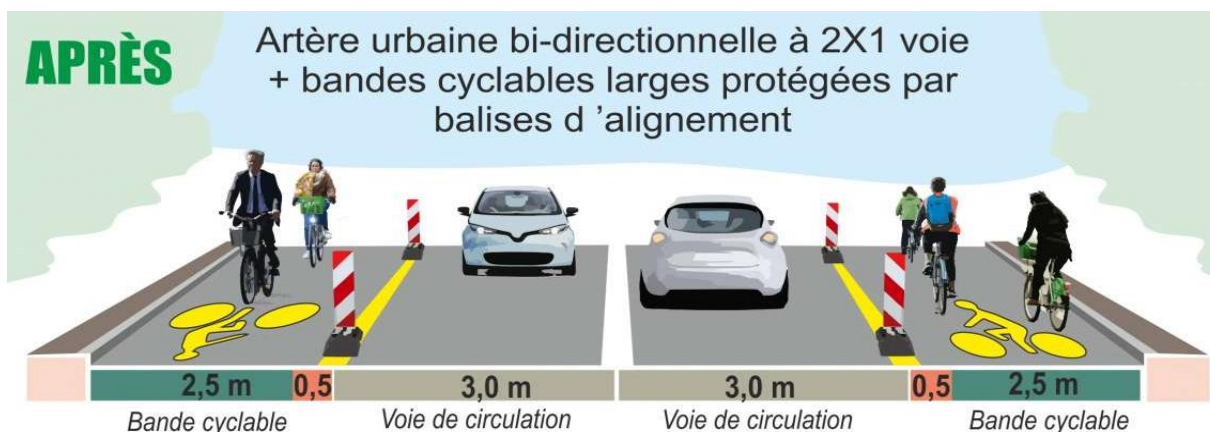 APRÈS
Artère urbaine bi-directionnelle à 2X1 voie
+ bandes cyclable larges protégées par
balises d ’alignement
2,5 m 0,5 3,0 m 3,0 m 0,5 2,5 m
Bande cyclable Voie de circulation Voie de circulation Bande cyclable